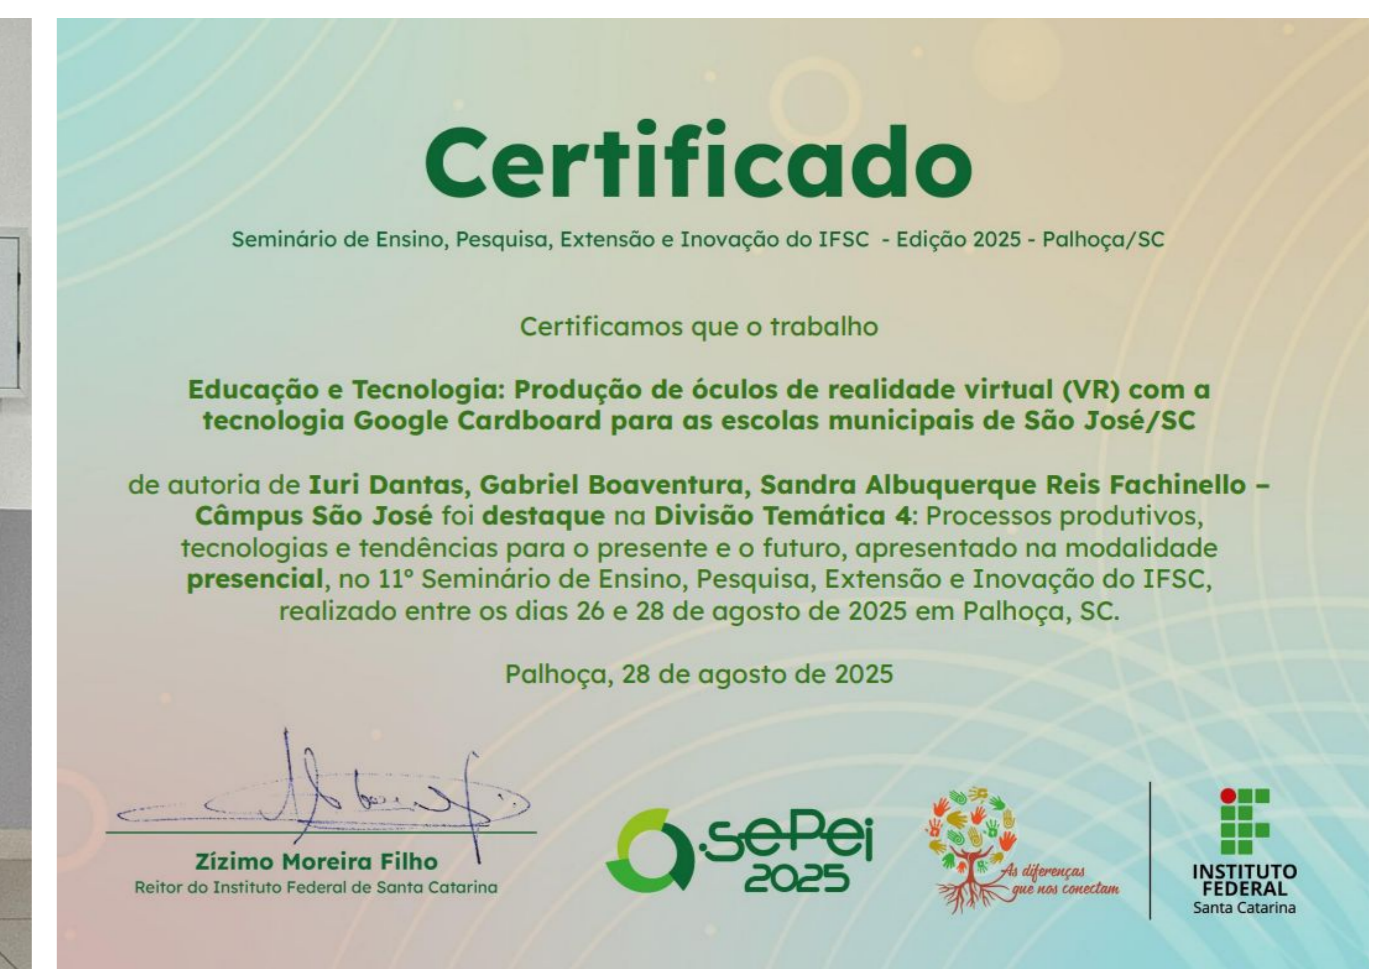 Certificado
Seminário de Ensino, Pesquisa, Extensão e Inovação do IFSC - Edição 2025 - Palhoça/SC
Certificamos que o trabalho
Educação e Tecnologia: Produção de óculos de realidade virtual (VR) com a
tecnologia Google Cardboard para as escolas municipais de São José/SC
de autoria de Iuri Dantas, Gabriel Boaventura, Sandra Albuquerque Reis Fachinello –
Câmpus São José foi destaque na Divisão Temática 4: Processos produtivos,
tecnologias e tendências para o presente e o futuro, apresentado na modalidade
presencial, no 11º Seminário de Ensino, Pesquisa, Extensão e Inovação do IFSC,
realizado entre os dias 26 e 28 de agosto de 2025 em Palhoça, SC.
Palhoça, 28 de agosto de 2025
Zízimo Moreira Filho
Reitor do Instituto Federal de Santa Catarina
sePei
2025
As diferenças
que nos conectam
INSTITUTO
FEDERAL
Santa Catarina